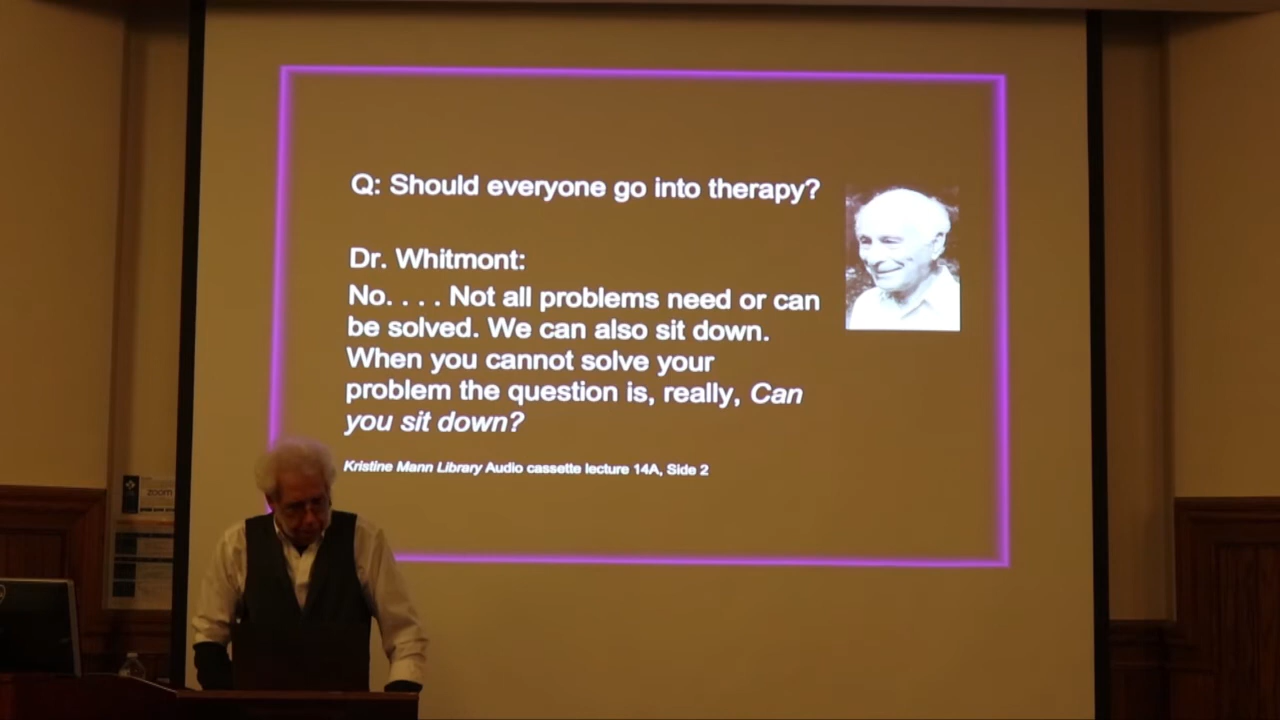 Q: Should everyone go into therapy?
Dr. Whitmont:
No. . . . Not all problems need or can
be solved. We can also sit down.
When you cannot solve your
problem the question is, really, Can
you sit down?
Kristine Mann Library Audio cassette lecture 14A, Side 2
zoom